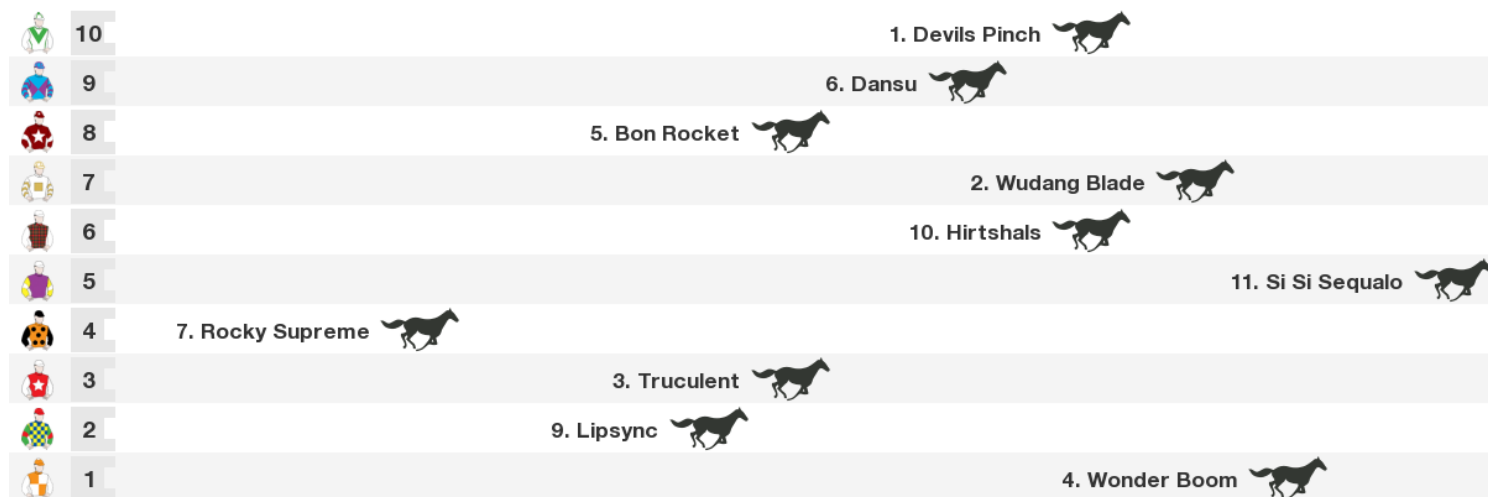 10 1. Devils Pinch
9 6. Dansu
8 5. Bon Rocket
7 2. Wudang Blade
6 10. Hirtshals
5 11. Si Si Sequalo
4 7. Rocky Supreme
3 3. Truculent
2 9. Lipsync
1 4. Wonder Boom